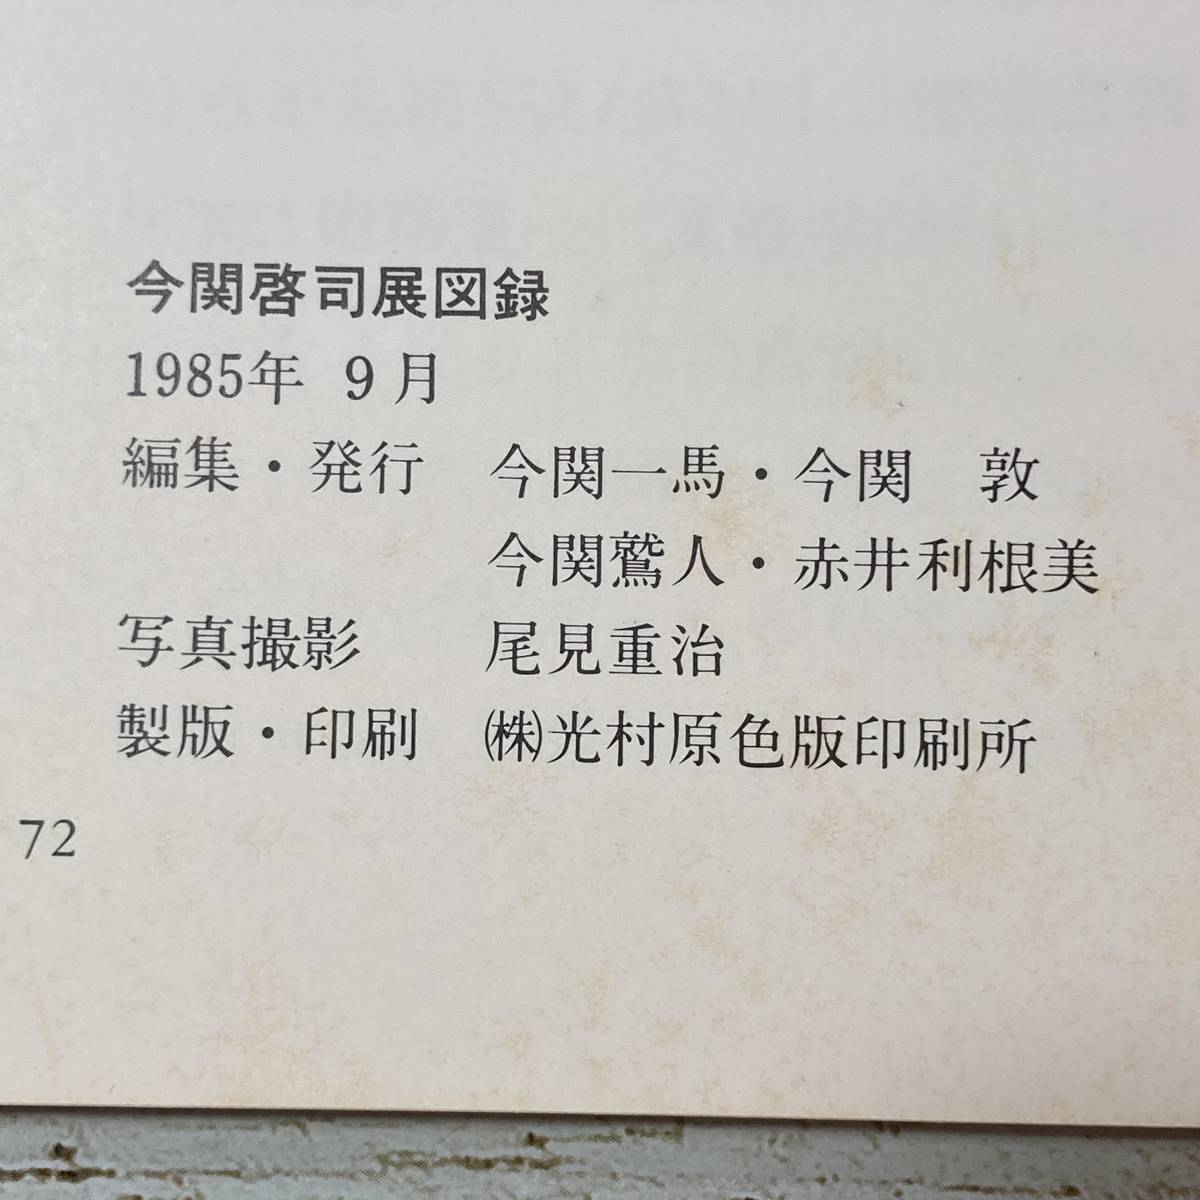 今関啓司展図録
1985年 9月
編集・発行 今関一馬・今関 敦
今関鷲人・赤井利根美
写真撮影 尾見重治
製版・印刷 ㈱光村原色版印刷所
72